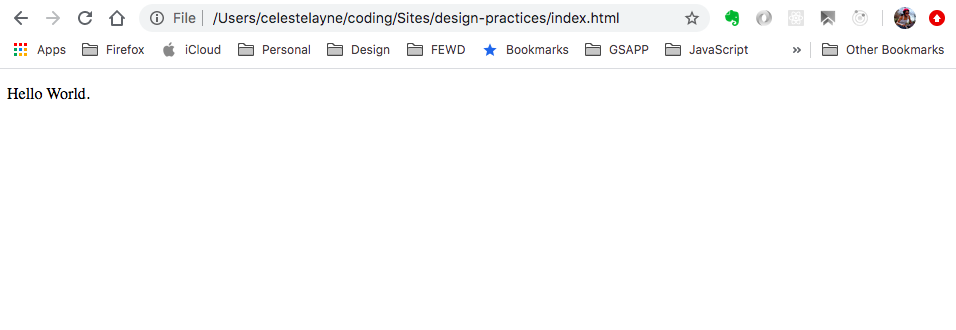 File | /Users/celestelayne/coding/Sites/design-practices/index.html
Apps Firefox iCloud Personal Design FEWD Bookmarks GSAPP JavaScript » Other Bookmarks
Hello World.